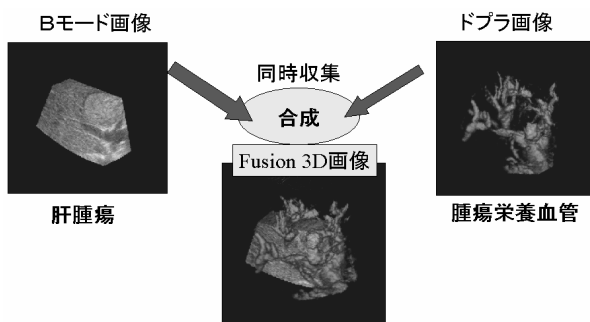 Bモード画像
ドプラ画像
同時収集
合成
Fusion 3D画像
肝腫瘍
腫瘍栄養血管